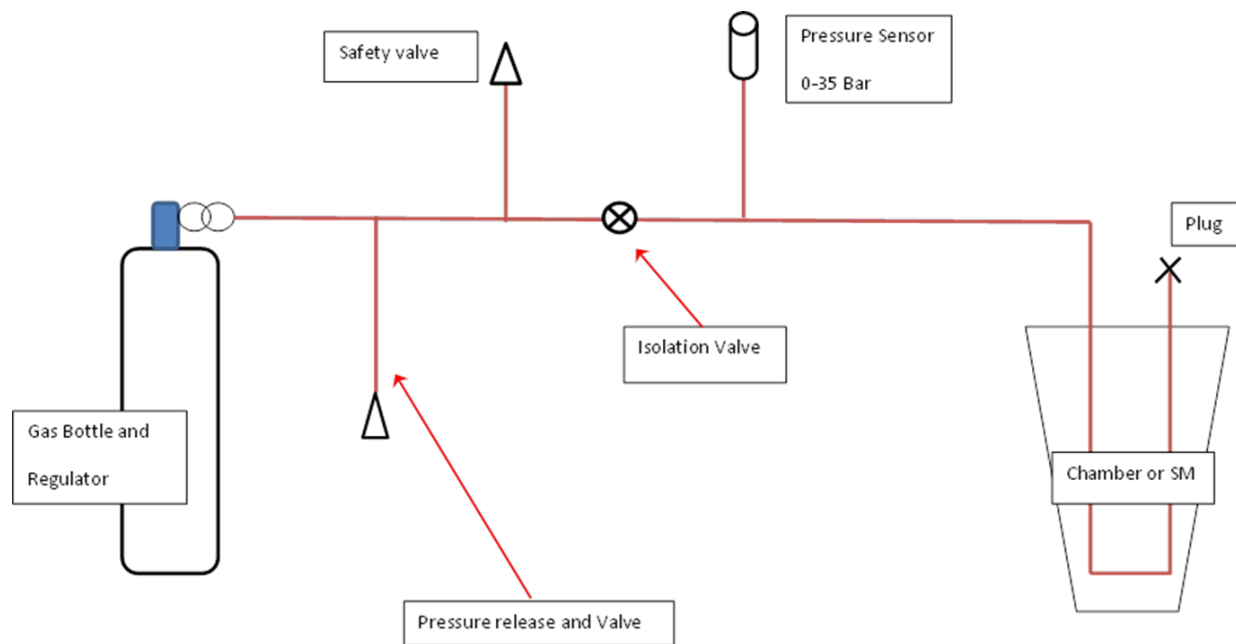 Safety valve
Pressure Sensor
0-35 Bar
Plug
Isolation Valve
Gas Bottle and
Regulator
Chamber or SM
Pressure release and Valve